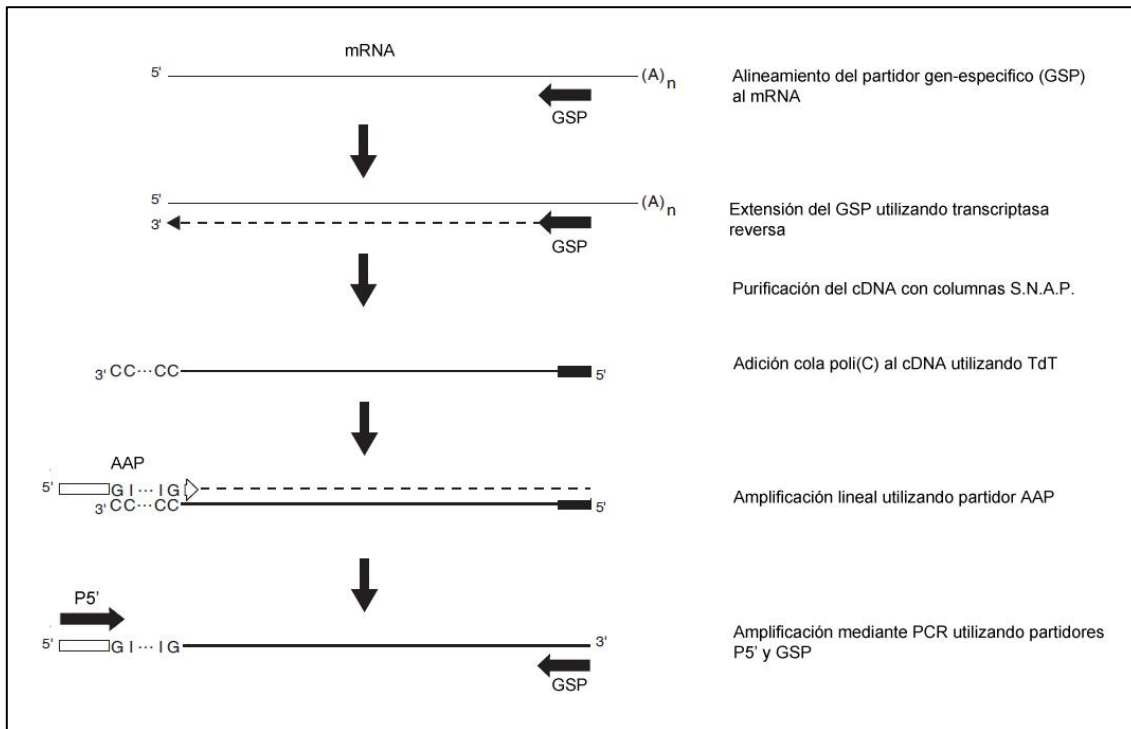 mRNA
5'
(A)n
GSP
Alineamiento del partidor gen-especifico (GSP)
al mRNA
5'
(A)n
3'
GSP
Extensión del GSP utilizando transcriptasa
reversa
Purificación del cDNA con columnas S.N.A.P.
3' CC···CC
5'
Adición cola poli(C) al cDNA utilizando TdT
AAP
5'
G I ··· I G
3' CC···CC
5'
Amplificación lineal utilizando partidor AAP
P5'
5'
G I ··· I G
3'
GSP
Amplificación mediante PCR utilizando partidores
P5' y GSP